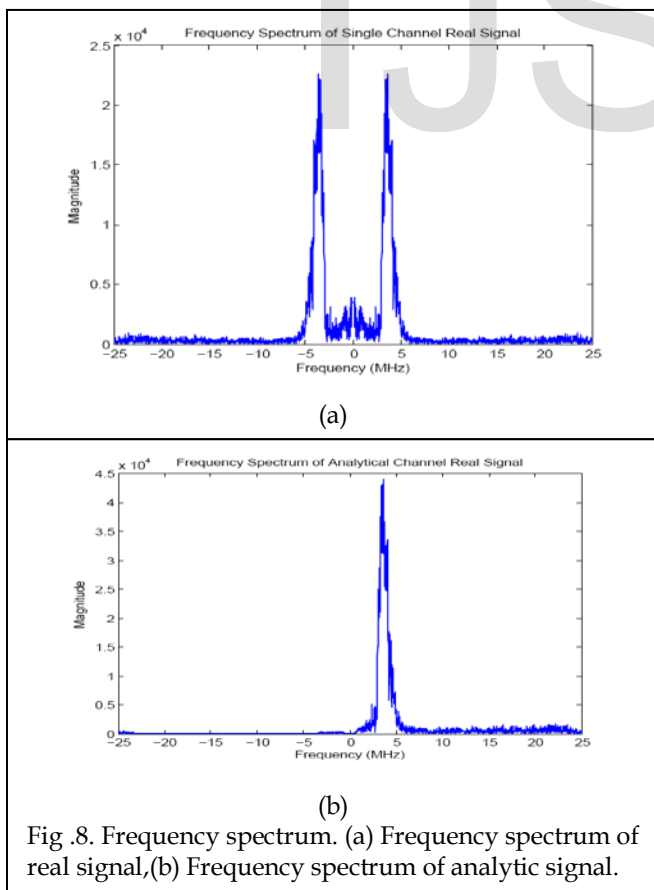 IJS
× 10⁴ Frequency Spectrum of Single Channel Real Signal
2.5
2
1.5
1
0.5
0
Magnitude
−25 −20 −15 −10 −5 0 5 10 15 20 25
Frequency (MHz)
(a)
× 10⁴ Frequency Spectrum of Analytical Channel Real Signal
4.5
4
3.5
3
2.5
2
1.5
1
0.5
0
Magnitude
−25 −20 −15 −10 −5 0 5 10 15 20 25
Frequency (MHz)
(b)
Fig .8. Frequency spectrum. (a) Frequency spectrum of
real signal,(b) Frequency spectrum of analytic signal.